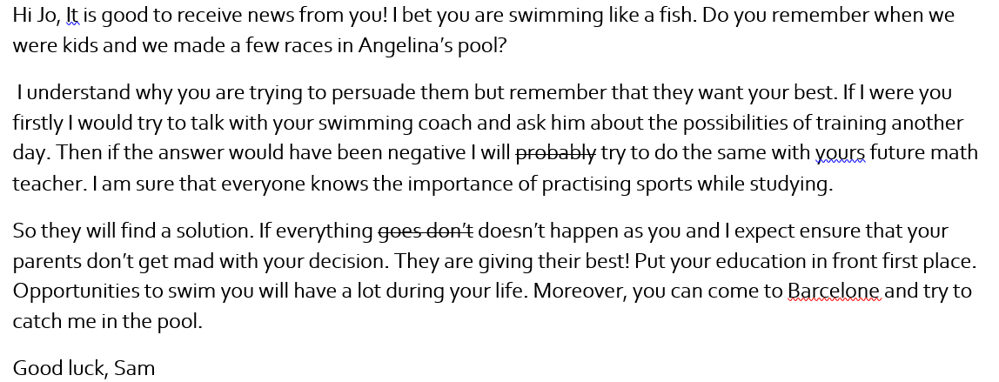 Hi Jo, It is good to receive news from you! I bet you are swimming like a fish. Do you remember when we
were kids and we made a few races in Angelina’s pool?
I understand why you are trying to persuade them but remember that they want your best. If I were you
firstly I would try to talk with your swimming coach and ask him about the possibilities of training another
day. Then if the answer would have been negative I will probably try to do the same with yours future math
teacher. I am sure that everyone knows the importance of practising sports while studying.
So they will find a solution. If everything goes don’t doesn’t happen as you and I expect ensure that your
parents don’t get mad with your decision. They are giving their best! Put your education in front first place.
Opportunities to swim you will have a lot during your life. Moreover, you can come to Barcelone and try to
catch me in the pool.
Good luck, Sam